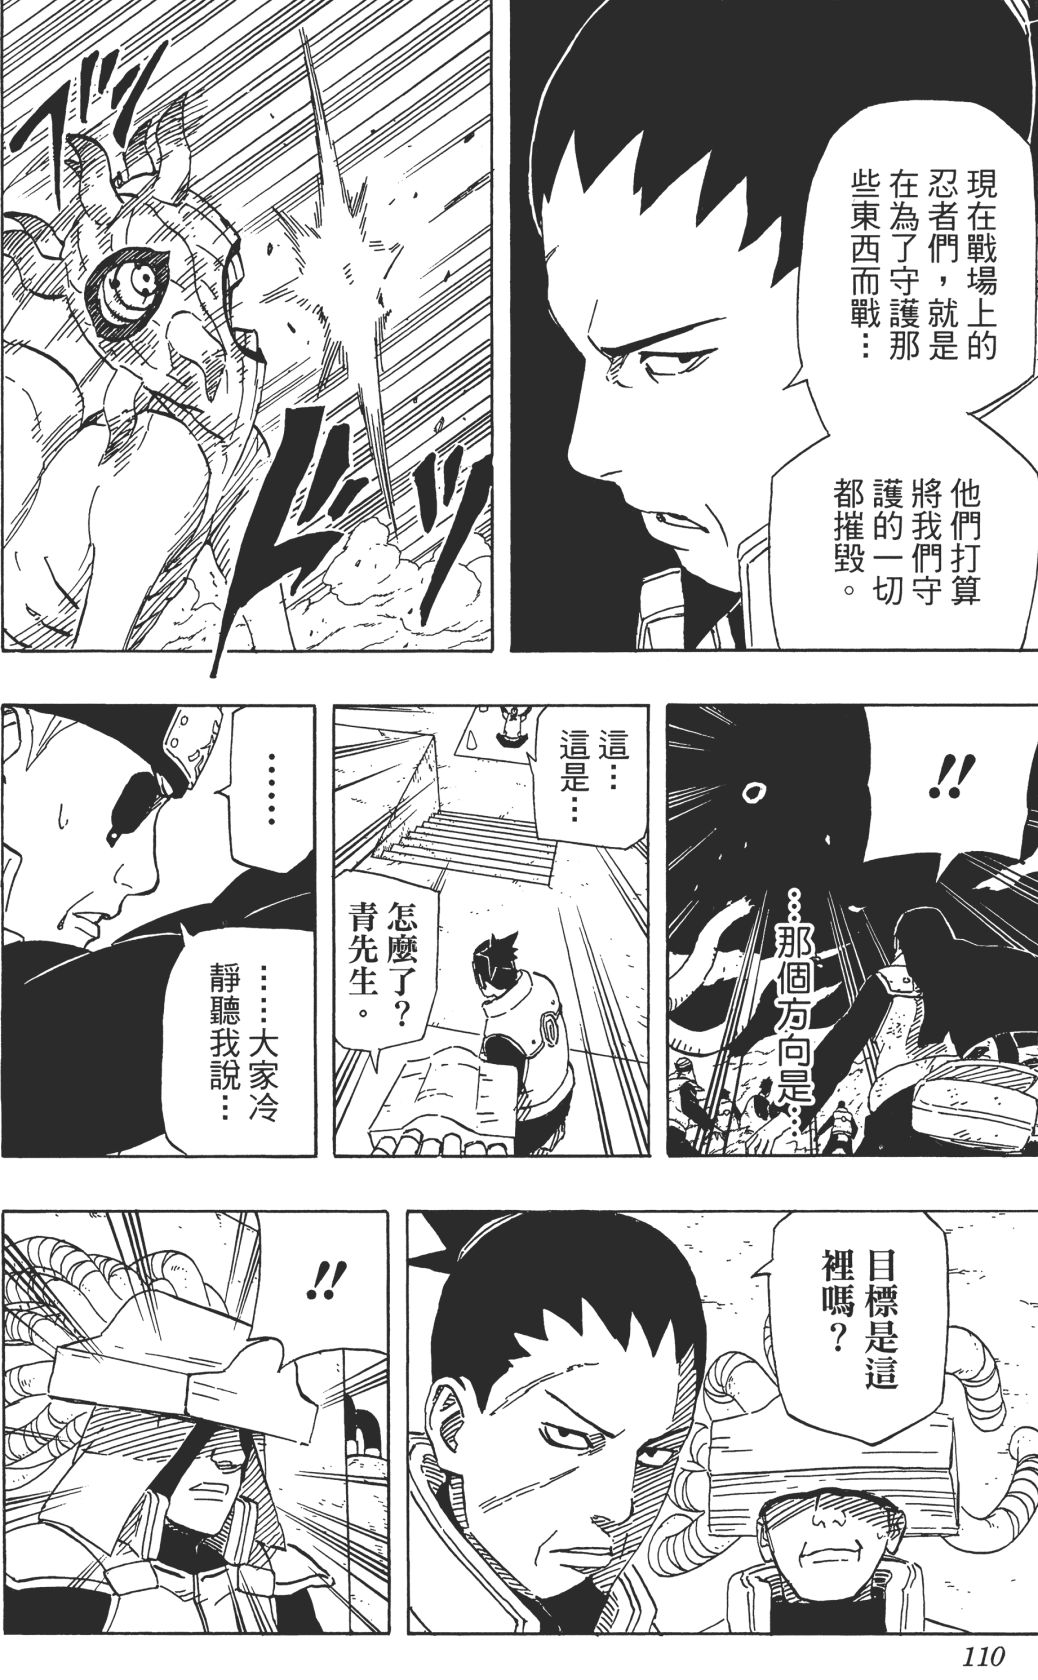 現在戰場上的
忍者們，就是
在為了守護那
些東西而戰…
他們打算
將我們守
護的一切
都摧毀。
!!
…那個方向是…
這…
這是…
怎麼了?
青先生。
……
……大家冷
靜聽我說…
目標是這
裡嗎?
!!
110